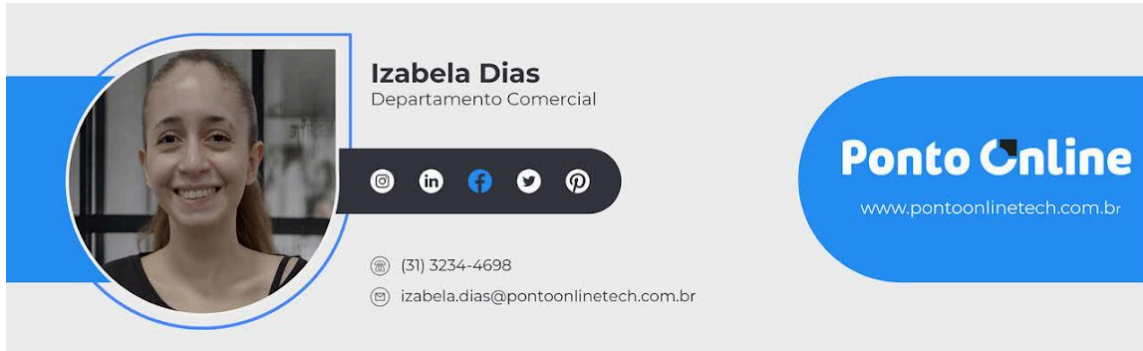 Izabela Dias
Departamento Comercial
(31) 3234-4698
izabela.dias@pontoonlinetech.com.br
Ponto Online
www.pontoonlinetech.com.br